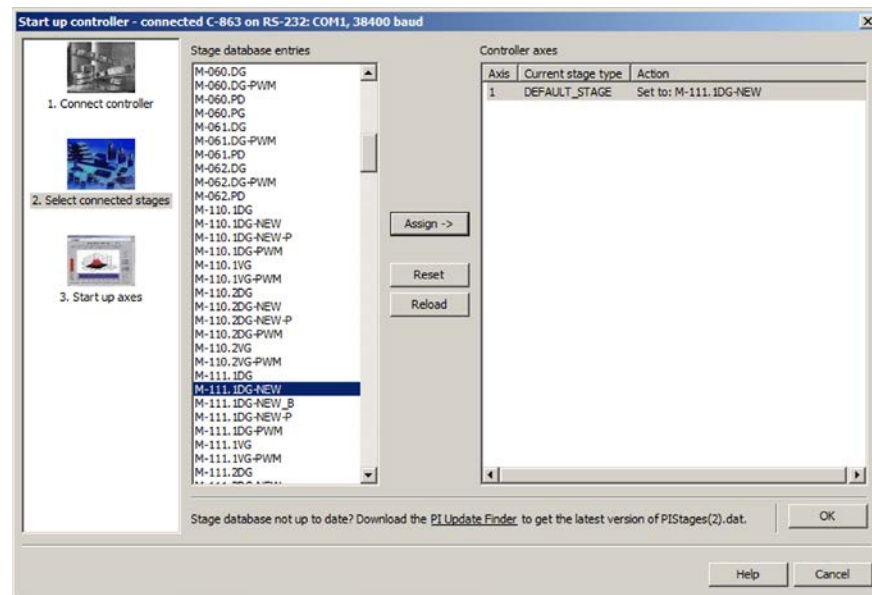 Start up controller - connected C-863 on RS-232: COM1, 38400 baud
1. Connect controller
2. Select connected stages
3. Start up axes
Stage database entries
M-060.DG
M-060.DG-PWM
M-060.PD
M-060.PG
M-061.DG
M-061.DG-PWM
M-061.PD
M-062.DG
M-062.DG-PWM
M-062.PD
M-110.1DG
M-110.1DG-NEW
M-110.1DG-NEW-P
M-110.1DG-PWM
M-110.1VG
M-110.1VG-PWM
M-110.2DG
M-110.2DG-NEW
M-110.2DG-NEW-P
M-110.2DG-PWM
M-110.2VG
M-110.2VG-PWM
M-111.1DG
M-111.1DG-NEW
M-111.1DG-NEW_B
M-111.1DG-NEW-P
M-111.1DG-PWM
M-111.1VG
M-111.1VG-PWM
M-111.2DG
Assign ->
Reset
Reload
Controller axes
Axis Current stage type Action
1 DEFAULT_STAGE Set to: M-111.1DG-NEW
Stage database not up to date? Download the PI Update Finder to get the latest version of PIStages(2).dat.
OK
Help Cancel